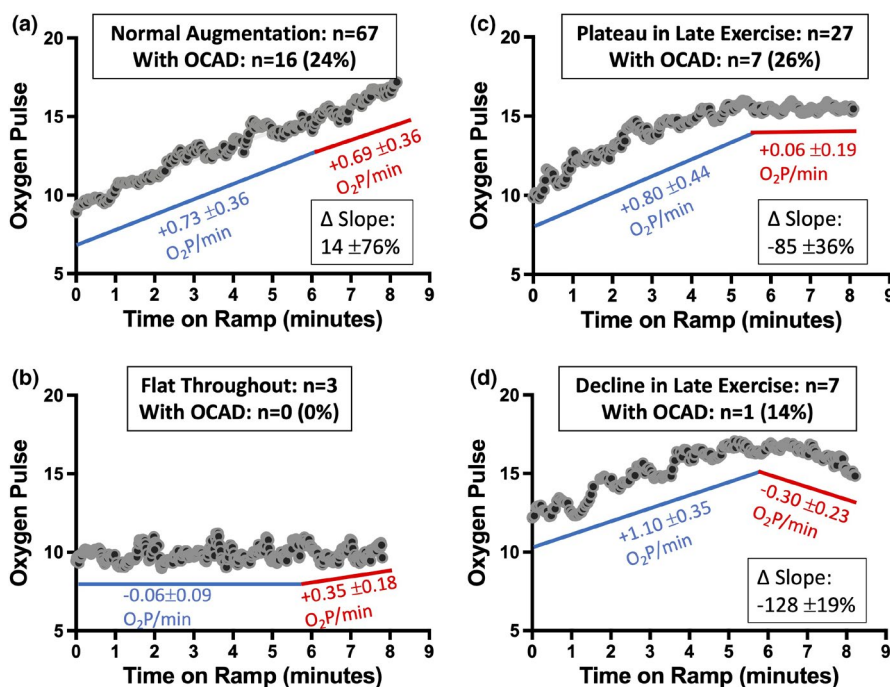 (a)
Normal Augmentation: n=67
With OCAD: n=16 (24%)
Oxygen Pulse
20
15
10
5
+0.73 ±0.36
O₂P/min
+0.69 ±0.36
O₂P/min
Δ Slope:
14 ±76%
0 1 2 3 4 5 6 7 8 9
Time on Ramp (minutes)
(b)
Flat Throughout: n=3
With OCAD: n=0 (0%)
Oxygen Pulse
20
15
10
5
-0.06±0.09
O₂P/min
+0.35 ±0.18
O₂P/min
0 1 2 3 4 5 6 7 8 9
Time on Ramp (minutes)
(c)
Plateau in Late Exercise: n=27
With OCAD: n=7 (26%)
Oxygen Pulse
20
15
10
5
+0.80 ±0.44
O₂P/min
+0.06 ±0.19
O₂P/min
Δ Slope:
-85 ±36%
0 1 2 3 4 5 6 7 8 9
Time on Ramp (minutes)
(d)
Decline in Late Exercise: n=7
With OCAD: n=1 (14%)
Oxygen Pulse
20
15
10
5
+1.10 ±0.35
O₂P/min
-0.30 ±0.23
O₂P/min
Δ Slope:
-128 ±19%
0 1 2 3 4 5 6 7 8 9
Time on Ramp (minutes)